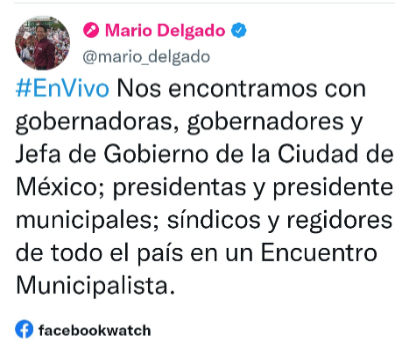 Mario Delgado
@mario_delgado
#EnVivo Nos encontramos con
gobernadoras, gobernadores y
Jefa de Gobierno de la Ciudad de
México; presidentas y presidente
municipales; síndicos y regidores
de todo el país en un Encuentro
Municipalista.
facebookwatch